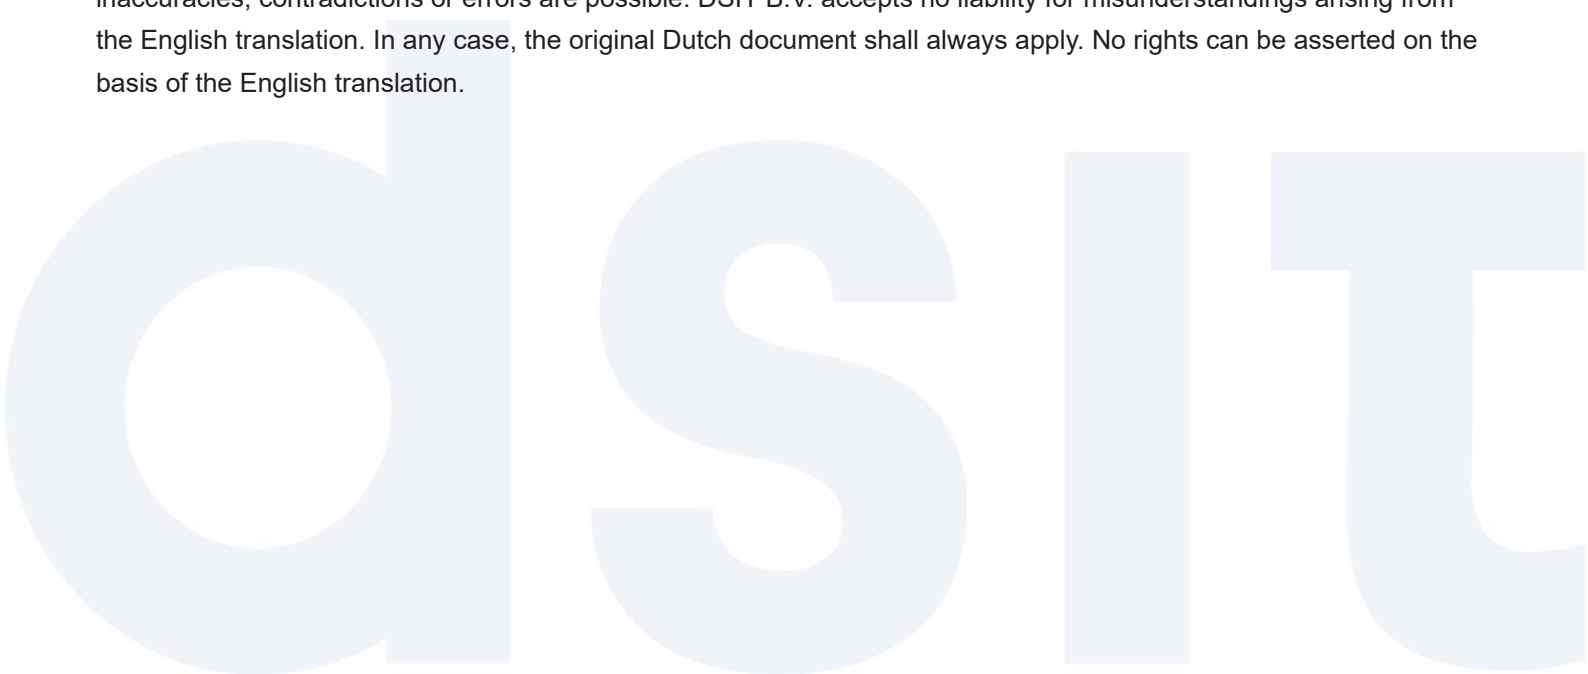 inaccuracies, contradictions or errors are possible. DSIT B.V. accepts no liability for misunderstandings arising from
the English translation. In any case, the original Dutch document shall always apply. No rights can be asserted on the
basis of the English translation.
dsit